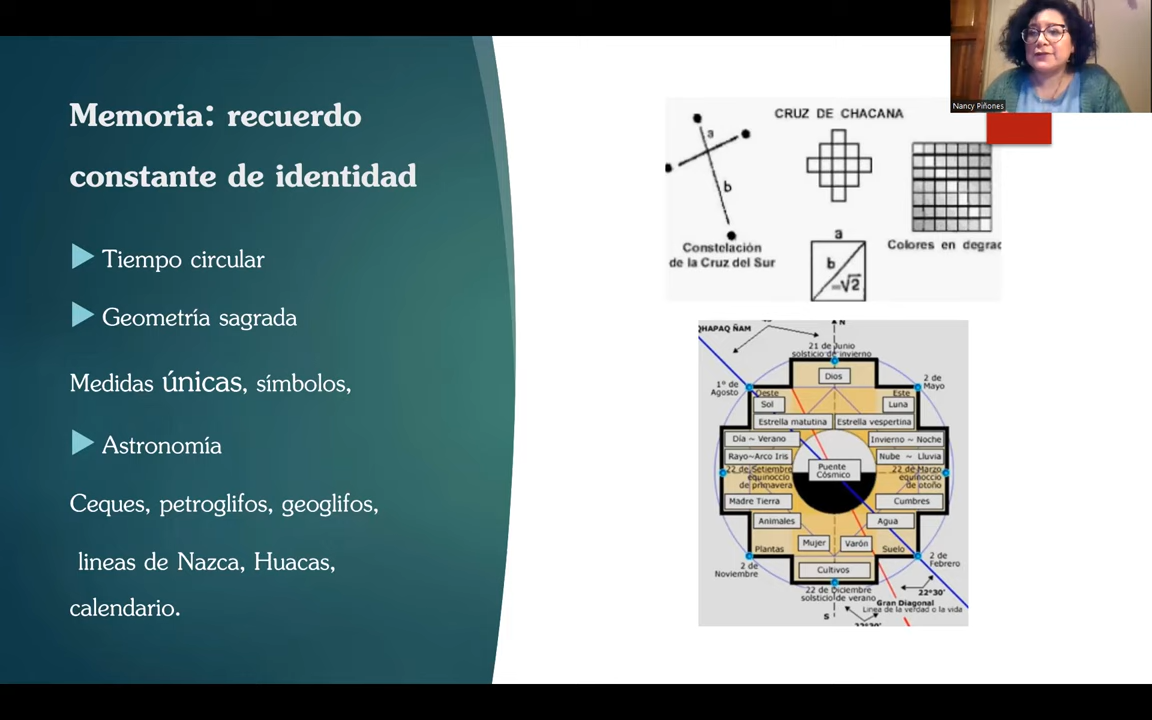 Memoria: recuerdo
constante de identidad
Tiempo circular
Geometría sagrada
Medidas únicas, símbolos,
Astronomía
Ceques, petroglifos, geoglifos,
lineas de Nazca, Huacas,
calendario.
Nancy Piñones
CRUZ DE CHACANA
a
b
Constelación
de la Cruz del Sur
a
b
=√2
Colores en degrac
QHAPAQ ÑAM
N
21 de Junio
solsticio de invierno
Dios
1º de
Agosto
2 de
Mayo
Oeste
Este
Sol
Luna
Estrella matutina
Estrella vespertina
Día ~ Verano
Invierno ~ Noche
Rayo~Arco Iris
Nube ~ Lluvia
Puente
Cósmico
22 de Setiembre
equinoccio
de primavera
22 de Marzo
equinoccio
de otoño
Madre Tierra
Cumbres
Animales
Agua
Mujer
Varón
Plantas
Suelo
Cultivos
2 de
Noviembre
2 de
Febrero
22 de Diciembre
solsticio de verano
22°30'
Gran Diagonal
Linea de la verdad o la vida
S
22°30'